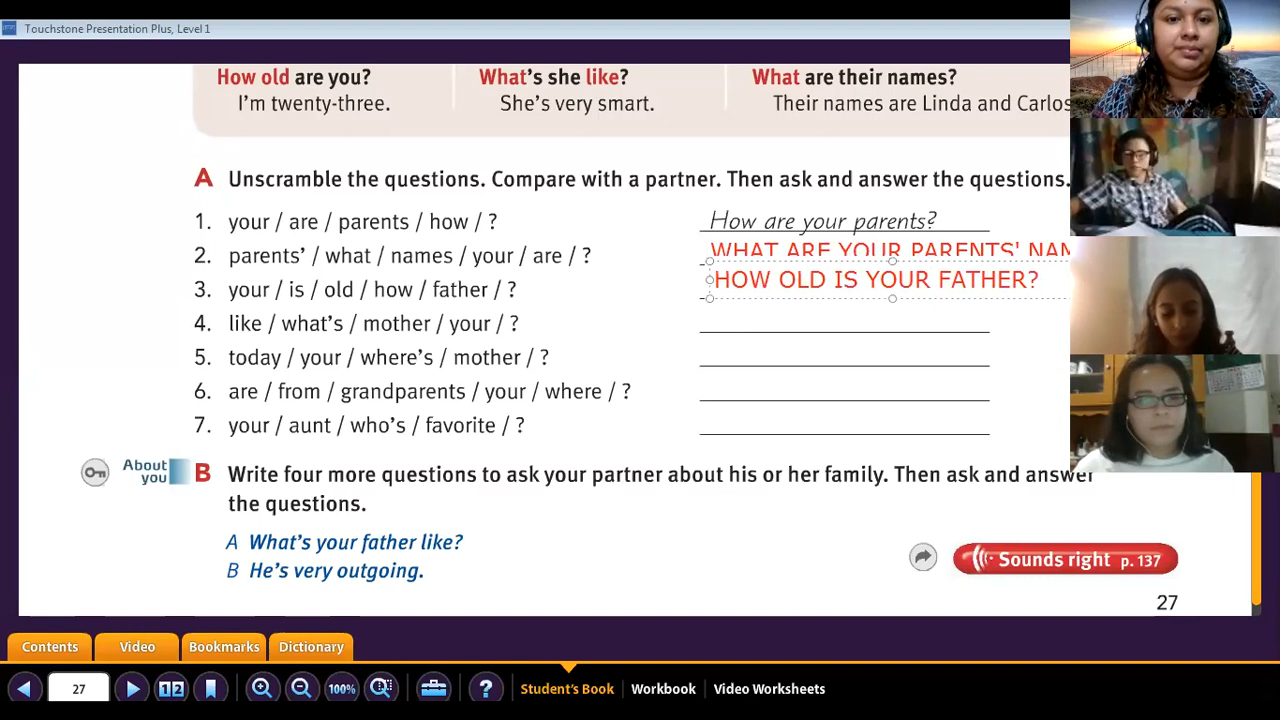 Touchstone Presentation Plus, Level 1
How old are you? What's she like? What are their names?
I'm twenty-three. She's very smart. Their names are Linda and Carlos
A Unscramble the questions. Compare with a partner. Then ask and answer the questions.
1. your / are / parents / how / ? How are your parents?
2. parents' / what / names / your / are / ? WHAT ARE YOUR PARENTS' NAM
3. your / is / old / how / father / ? HOW OLD IS YOUR FATHER?
4. like / what's / mother / your / ?
5. today / your / where's / mother / ?
6. are / from / grandparents / your / where / ?
7. your / aunt / who's / favorite / ?
About you B Write four more questions to ask your partner about his or her family. Then ask and answer
the questions.
A What's your father like?
B He's very outgoing.
Sounds right p. 137
27
Contents Video Bookmarks Dictionary
27 12 100% ? Student's Book Workbook Video Worksheets